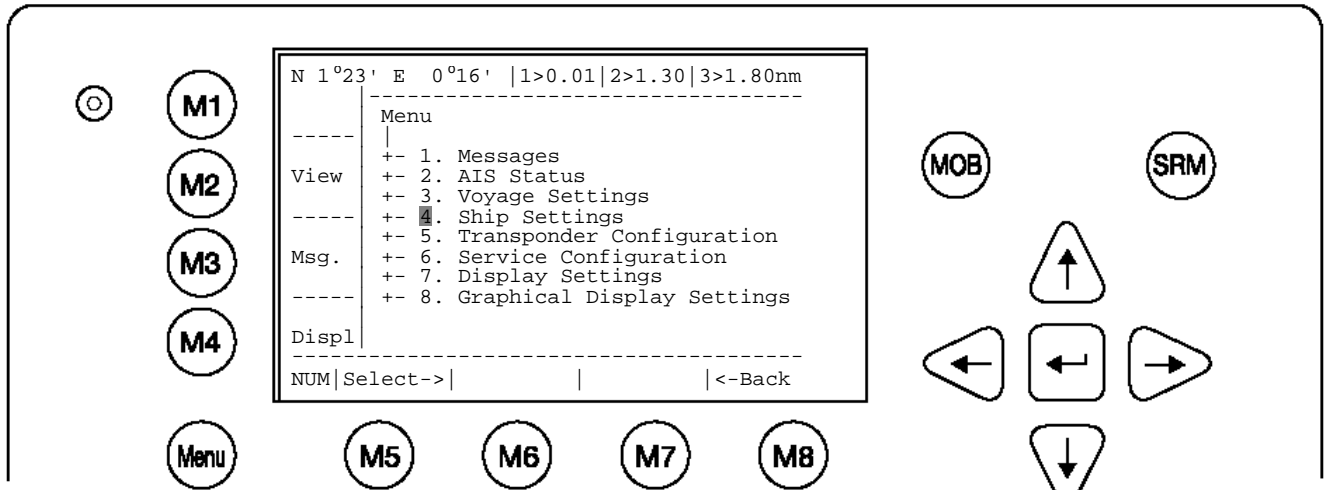 N 1°23' E 0°16' |1>0.01|2>1.30|3>1.80nm
M1
Menu
-----
+- 1. Messages
MOB
SRM
M2
View
+- 2. AIS Status
+- 3. Voyage Settings
-----
+- 4. Ship Settings
+- 5. Transponder Configuration
M3
Msg.
+- 6. Service Configuration
+- 7. Display Settings
-----
+- 8. Graphical Display Settings
M4
Displ
NUM|Select->| | |<-Back
Menu
M5
M6
M7
M8